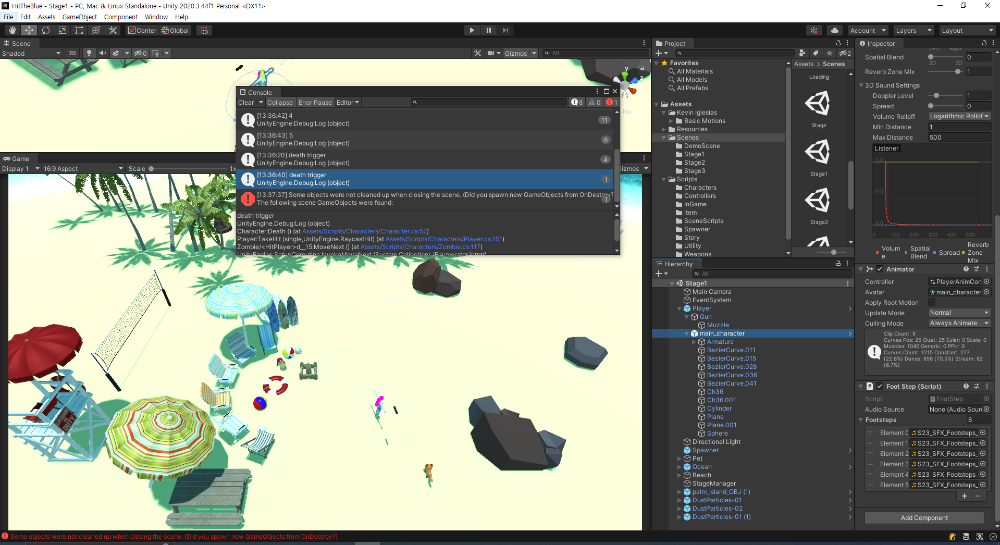 HitTheBlue - Stage1 - PC, Mac & Linux Standalone - Unity 2020.3.44f1 Personal <DX11>
File Edit Assets GameObject Component Window Help
Center Global
Account Layers Layout
Scene
Shaded 2D 0 Gizmos All
y
z
Iso
Game
Display 1 16:9 Aspect Scale 1x
Gizmos
LIFEGUARD ON DUTY
Console
Clear Collapse Error Pause Editor 8 0 1
[13:36:42] 4
UnityEngine.Debug:Log (object)
11
[13:36:43] 5
UnityEngine.Debug:Log (object)
8
[13:36:20] death trigger
UnityEngine.Debug:Log (object)
4
[13:36:40] death trigger
UnityEngine.Debug:Log (object)
1
[13:37:37] Some objects were not cleaned up when closing the scene. (Did you spawn new GameObjects from OnDestroy?
The following scene GameObjects were found:
1
death trigger
UnityEngine.Debug:Log (object)
Character:Death () (at Assets/Scripts/Characters/Character.cs:52)
Player:TakeHit (single,UnityEngine.RaycastHit) (at Assets/Scripts/Characters/Player.cs:151)
Zombie/<HitPlayer>d__15:MoveNext () (at Assets/Scripts/Characters/Zombie.cs:117)
UnityEngine.SetupCoroutine:InvokeMoveNext (System.Collections.IEnumerator,intptr)
Project
2
Favorites
All Materials
All Models
All Prefabs
Assets
Kevin Iglesias
Basic Motions
Resources
Scenes
DemoScene
Stage1
Stage2
Stage3
Scripts
Characters
Controllers
InGame
Item
SceneScripts
Spawner
Story
Utility
Weapons
Assets > Scenes
Loading
Stage
Stage1
Stage2
Hierarchy
All
Stage1
Main Camera
EventSystem
Player
Gun
Muzzle
main_character
Armature
BezierCurve.011
BezierCurve.015
BezierCurve.028
BezierCurve.036
BezierCurve.041
Ch36
Ch36.001
Cylinder
Plane
Plane.001
Sphere
Directional Light
Spawner
Pet
Ocean
Beach
StageManager
palm_island_OBJ (1)
DustParticles-01
DustParticles-02
DustParticles-01 (1)
Inspector
Left Right
Spatial Blend 0
2D 3D
Reverb Zone Mix 1
3D Sound Settings
Doppler Level 1
Spread 0
Volume Rolloff Logarithmic Rollof
Min Distance 1
Max Distance 500
Listener
1.0
0.5
0.0
0 100 200 300 400 500
Volume Spatial Blend Spread Reverb Zone Mix
Animator
Controller PlayerAnimCon
Avatar main_character
Apply Root Motion
Update Mode Normal
Culling Mode Always Animate
Clip Count: 8
Curves Pos: 25 Quat: 25 Euler: 0 Scale: 0
Muscles: 1040 Generic: 0 PPtr: 0
Curves Count: 1215 Constant: 277
(22.8%) Dense: 856 (70.5%) Stream: 82
(6.7%)
Foot Step (Script)
Script FootStep
Audio Source None (Audio Sour
Footsteps 6
Element 0 S23_SFX_Footsteps_
Element 1 S23_SFX_Footsteps_
Element 2 S23_SFX_Footsteps_
Element 3 S23_SFX_Footsteps_
Element 4 S23_SFX_Footsteps_
Element 5 S23_SFX_Footsteps_
Add Component
Some objects were not cleaned up when closing the scene. (Did you spawn new GameObjects from OnDestroy?)